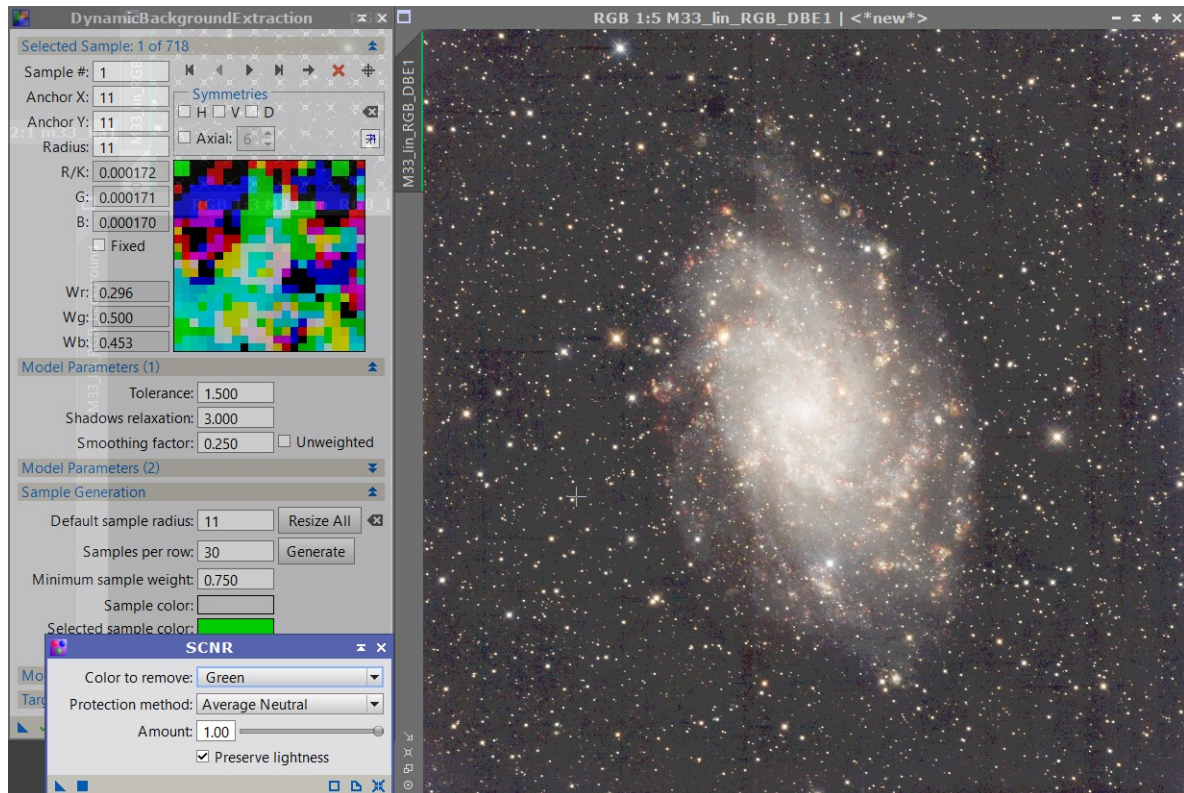 DynamicBackgroundExtraction
Selected Sample: 1 of 718
Sample #: 1
Anchor X: 11
Symmetries
H V D
Anchor Y: 11
Axial: 6
Radius: 11
R/K: 0.000172
G: 0.000171
B: 0.000170
Fixed
Wr: 0.296
Wg: 0.500
Wb: 0.453
Model Parameters (1)
Tolerance: 1.500
Shadows relaxation: 3.000
Smoothing factor: 0.250 Unweighted
Model Parameters (2)
Sample Generation
Default sample radius: 11 Resize All
Samples per row: 30 Generate
Minimum sample weight: 0.750
Sample color:
Selected sample color:
Mo
Targ
SCNR
Color to remove: Green
Protection method: Average Neutral
Amount: 1.00
Preserve lightness
RGB 1:5 M33_lin_RGB_DBE1 | <*new*>
M33_lin_RGB_DBE1